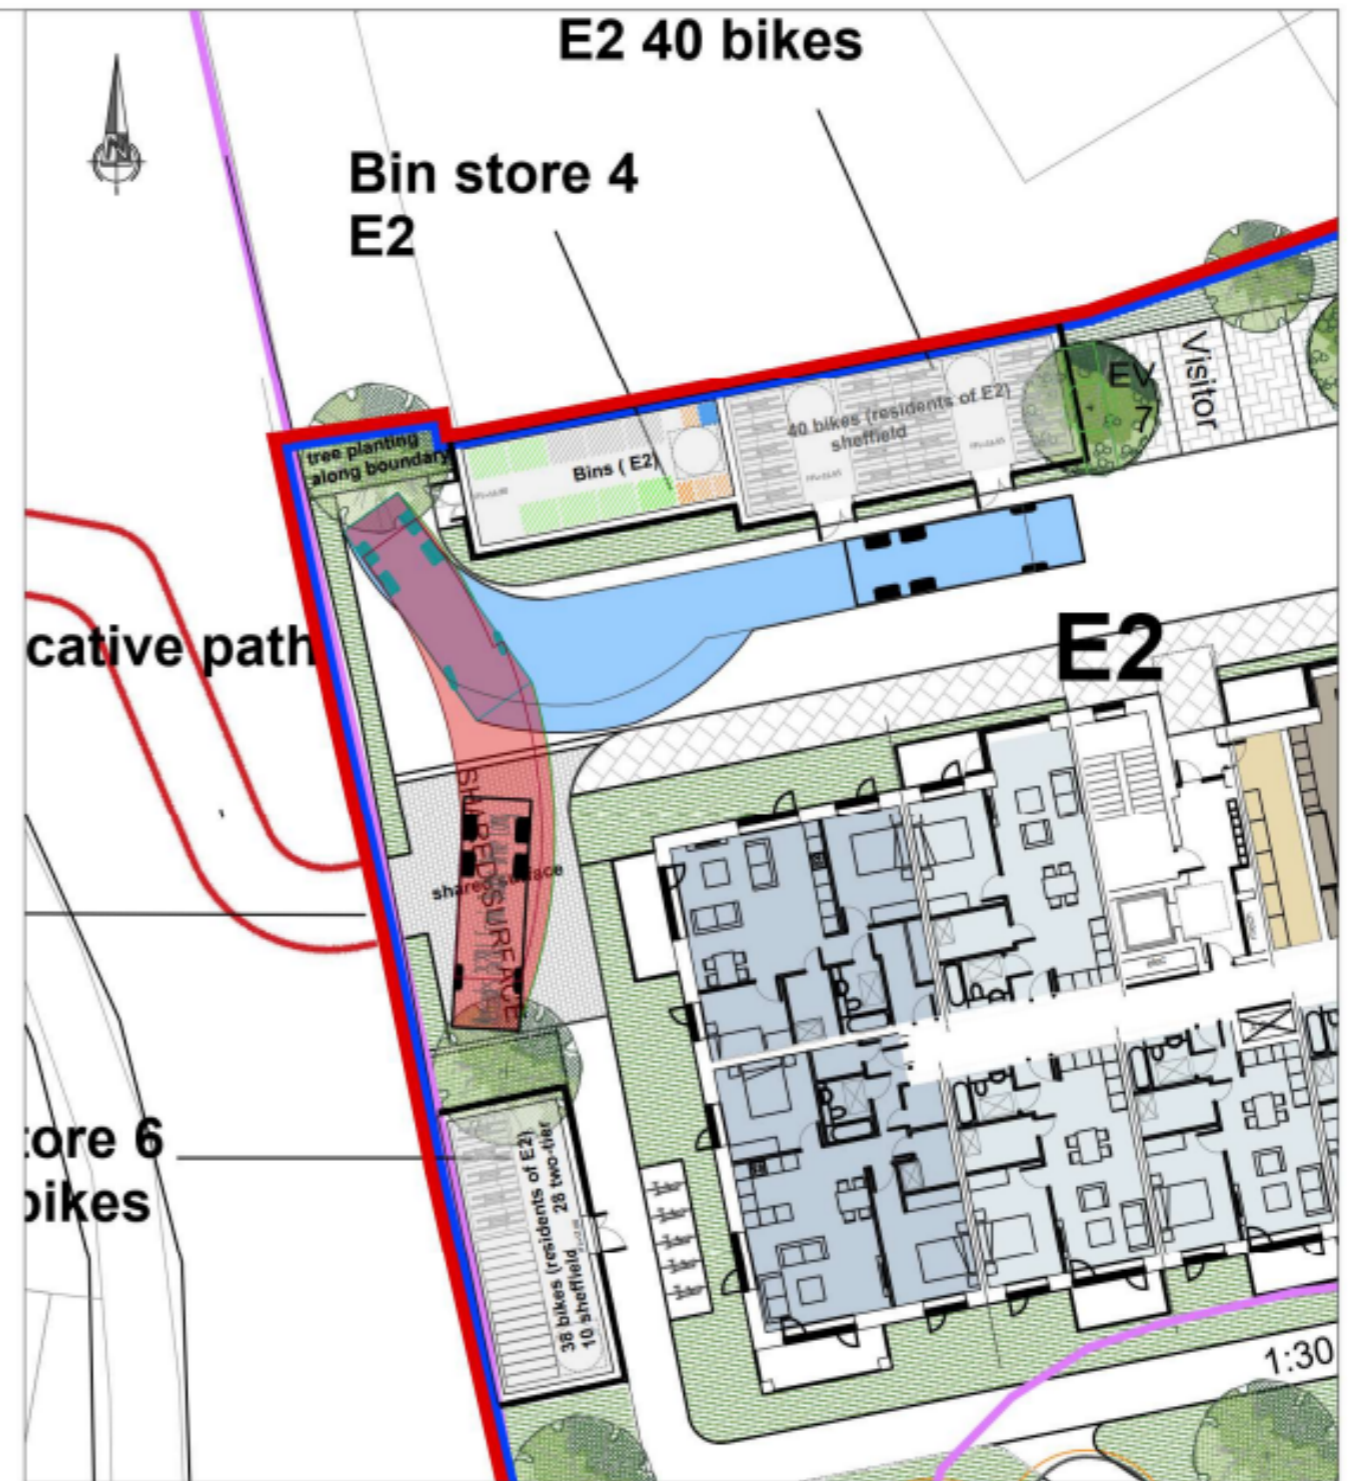 E2 40 bikes
N
Bin store 4
E2
Visitor
EV
7
40 bikes (residents of E2)
sheffield
tree planting
along boundary
Bins ( E2)
cative path
E2
SHARED SURFACE
shared surface
tore 6
bikes
38 bikes (residents of E2)
10 sheffield
28 two-tier
1:30